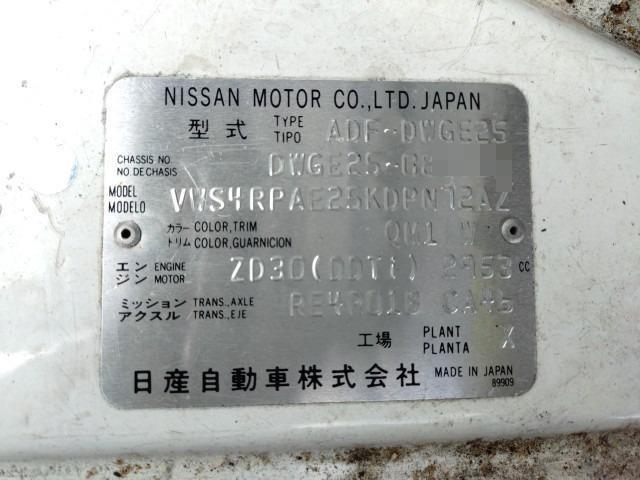 NISSAN MOTOR CO.,LTD. JAPAN
型式 TYPE TIPO ADF-DWGE25
CHASSIS NO. NO.DE CHASIS DWGE25-
MODEL MODELO VWS4RPAE25KDPN12AZ
カラー COLOR,TRIM
トリム COLOR,GUARNICION QM1 W
エンジン ENGINE MOTOR ZD30(DDTi) 2953 cc
ミッション TRANS.,AXLE
アクスル TRANS.,EJE RE4R01B CA46
工場 PLANT PLANTA X
日産自動車株式会社 MADE IN JAPAN
89909